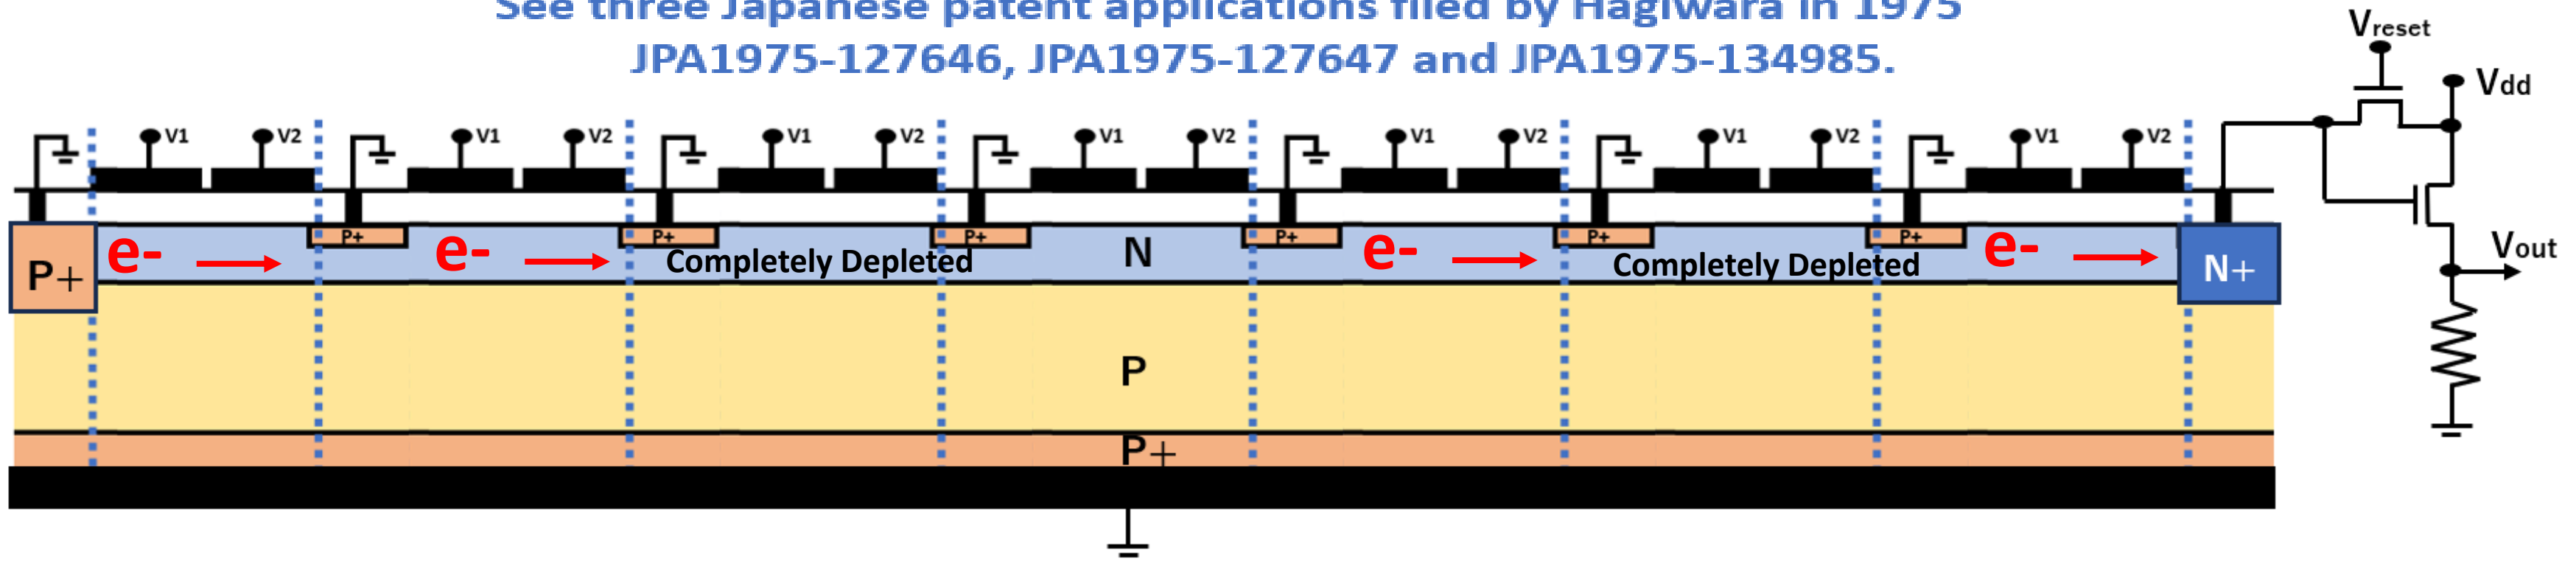 See three Japanese patent applications filed by Hagiwara in 1975
JPA1975-127646, JPA1975-127647 and JPA1975-134985.
Vreset
Vdd
V1 V2 V1 V2 V1 V2 V1 V2 V1 V2 V1 V2 V1 V2
P+ P+ P+ P+ P+ P+
P+ e- e- Completely Depleted N e- Completely Depleted e- N+
Vout
P
P+